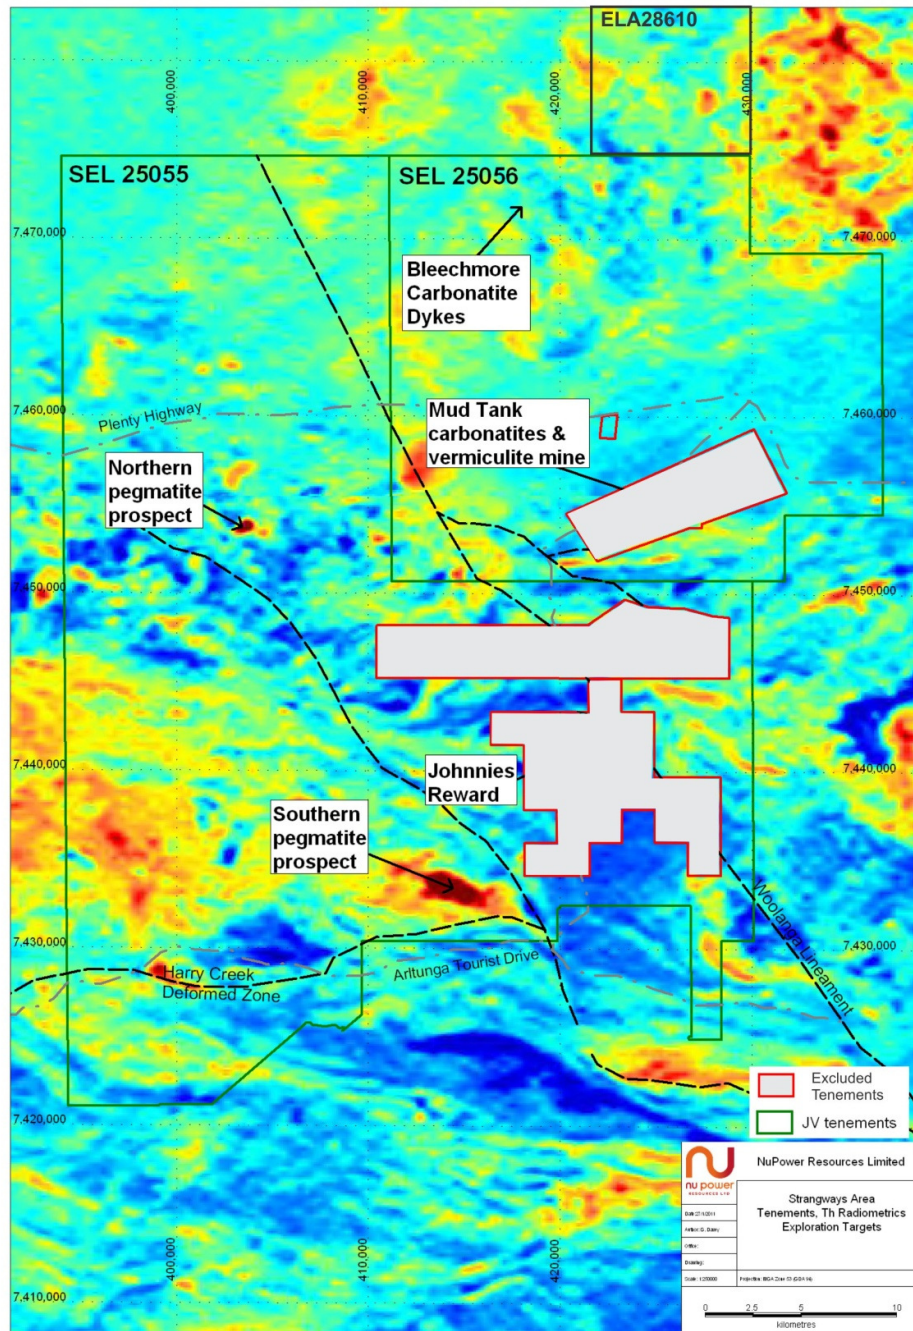 ELA28610
400,000
410,000
420,000
430,000
SEL 25055
SEL 25056
7,470,000
7,470,000
Bleechmore
Carbonatite
Dykes
7,460,000
7,460,000
Plenty Highway
Mud Tank
carbonatites &
vermiculite mine
Northern
pegmatite
prospect
7,450,000
7,450,000
7,440,000
7,440,000
Johnnies
Reward
Southern
pegmatite
prospect
Woolanga Lineament
7,430,000
7,430,000
Harry Creek
Deformed Zone
Arltunga Tourist Drive
7,420,000
Excluded
Tenements
JV tenements
nu power
RESOURCES LTD
NuPower Resources Limited
Strangways Area
Tenements, Th Radiometrics
Exploration Targets
400,000
410,000
420,000
7,410,000
0 2.5 5 10
kilometres